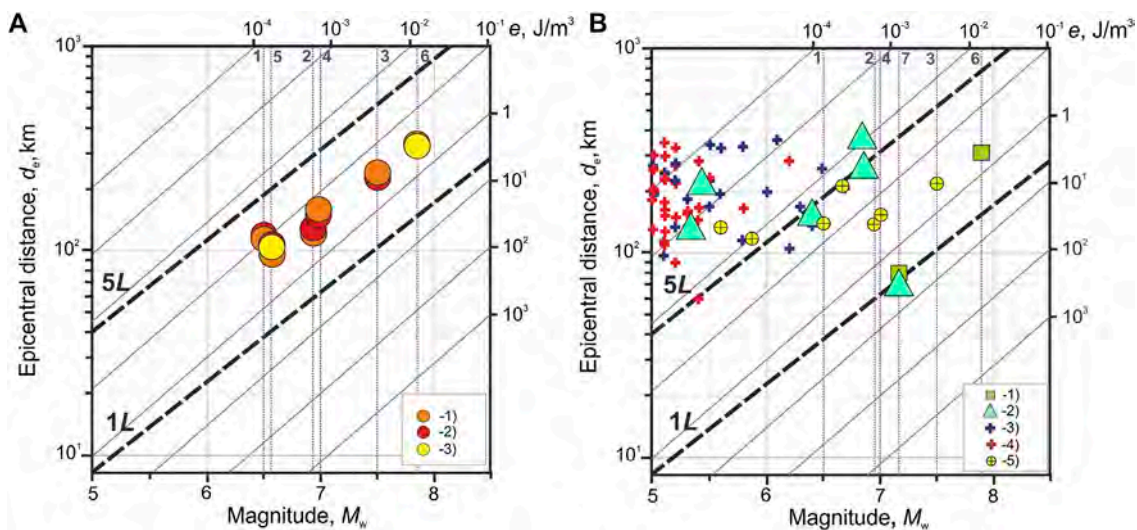 A
10⁻⁴ 10⁻³ 10⁻² 10⁻¹ e, J/m³
10³ 1 5 2 4 3 6
1
10¹
10² 10²
5L
10³
1L
10¹
5 6 7 8
Epicentral distance, dₑ, km
Magnitude, M_w
-1)
-2)
-3)
B
10⁻⁴ 10⁻³ 10⁻² 10⁻¹ e, J/m³
10³ 1 2 4 7 3 6
1
10¹
10² 10²
5L
10³
1L
10¹
5 6 7 8
Epicentral distance, dₑ, km
Magnitude, M_w
-1)
-2)
-3)
-4)
-5)